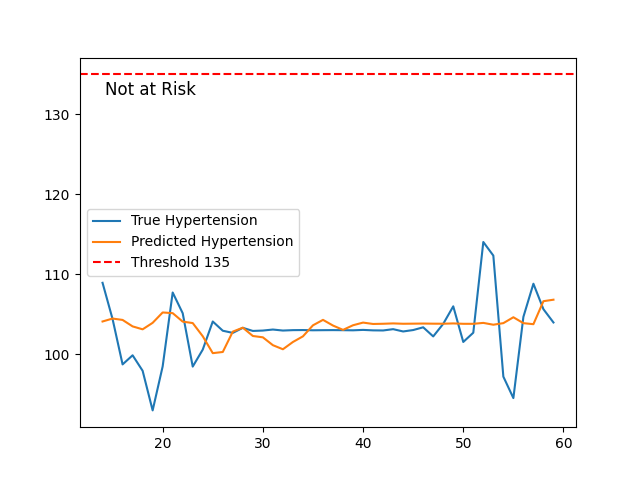 Not at Risk
130
120
True Hypertension
Predicted Hypertension
Threshold 135
110
100
20 30 40 50 60